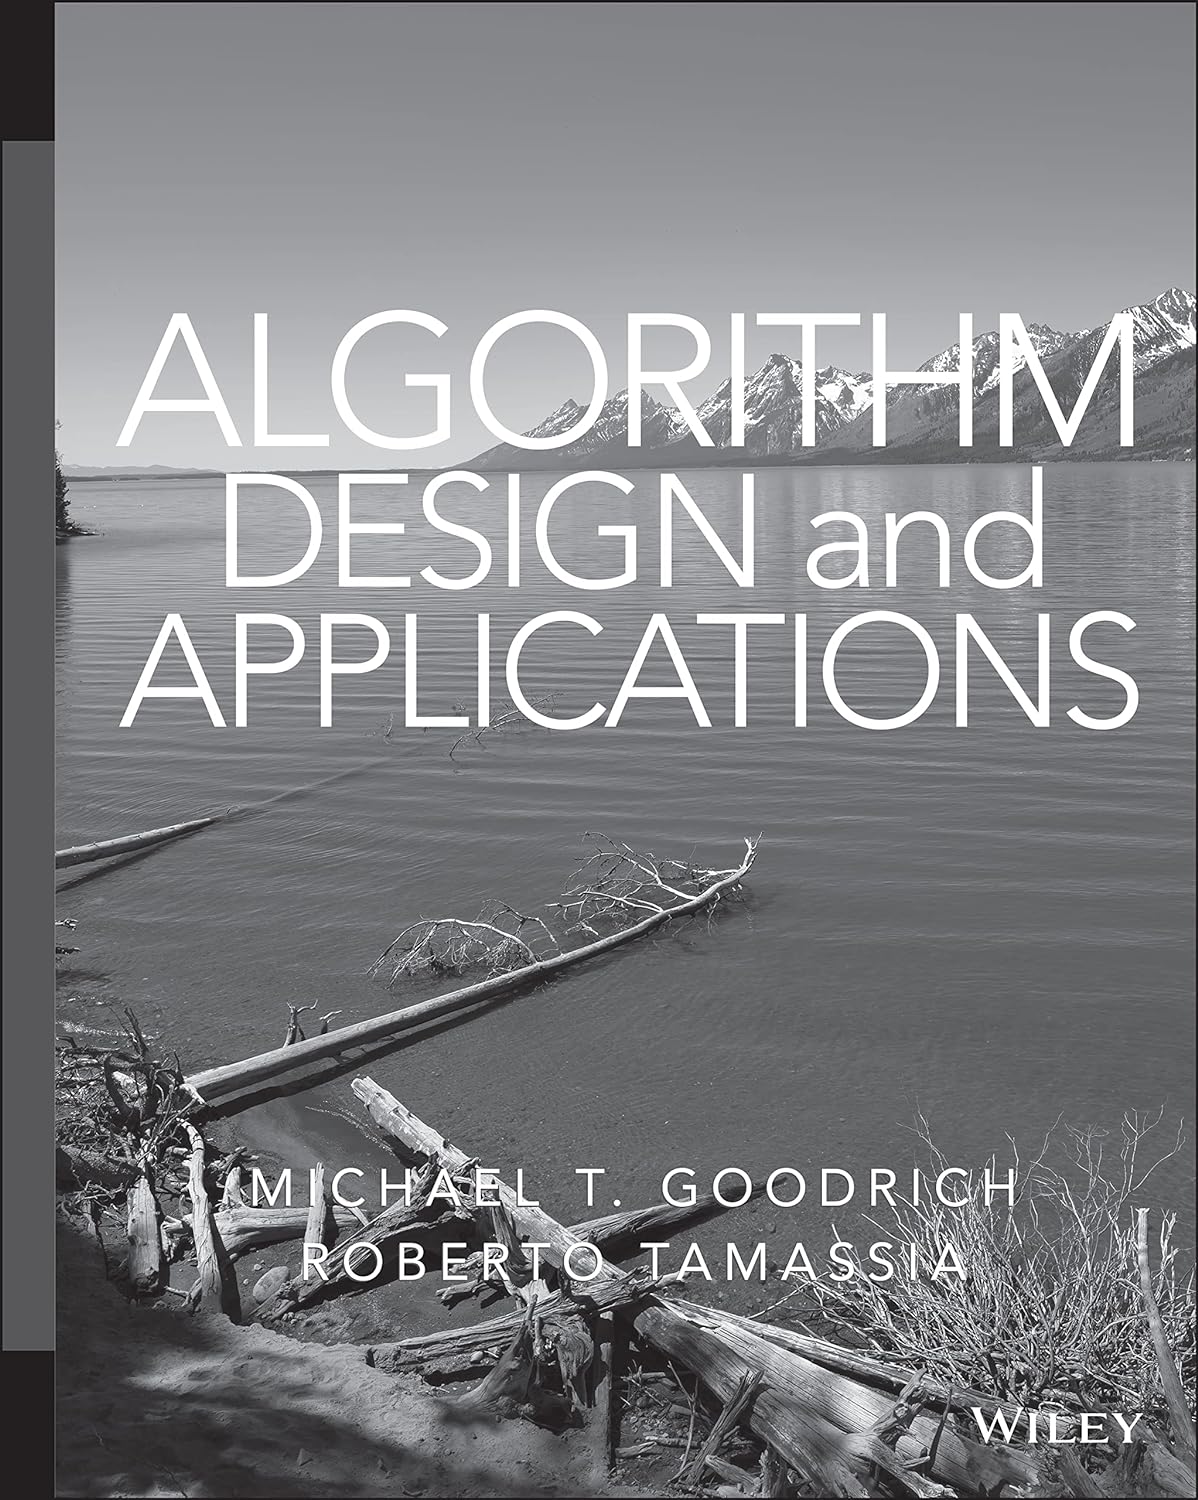 ALGORITHM
DESIGN and
APPLICATIONS
MICHAEL T. GOODRICH
ROBERTO TAMASSIA
WILEY